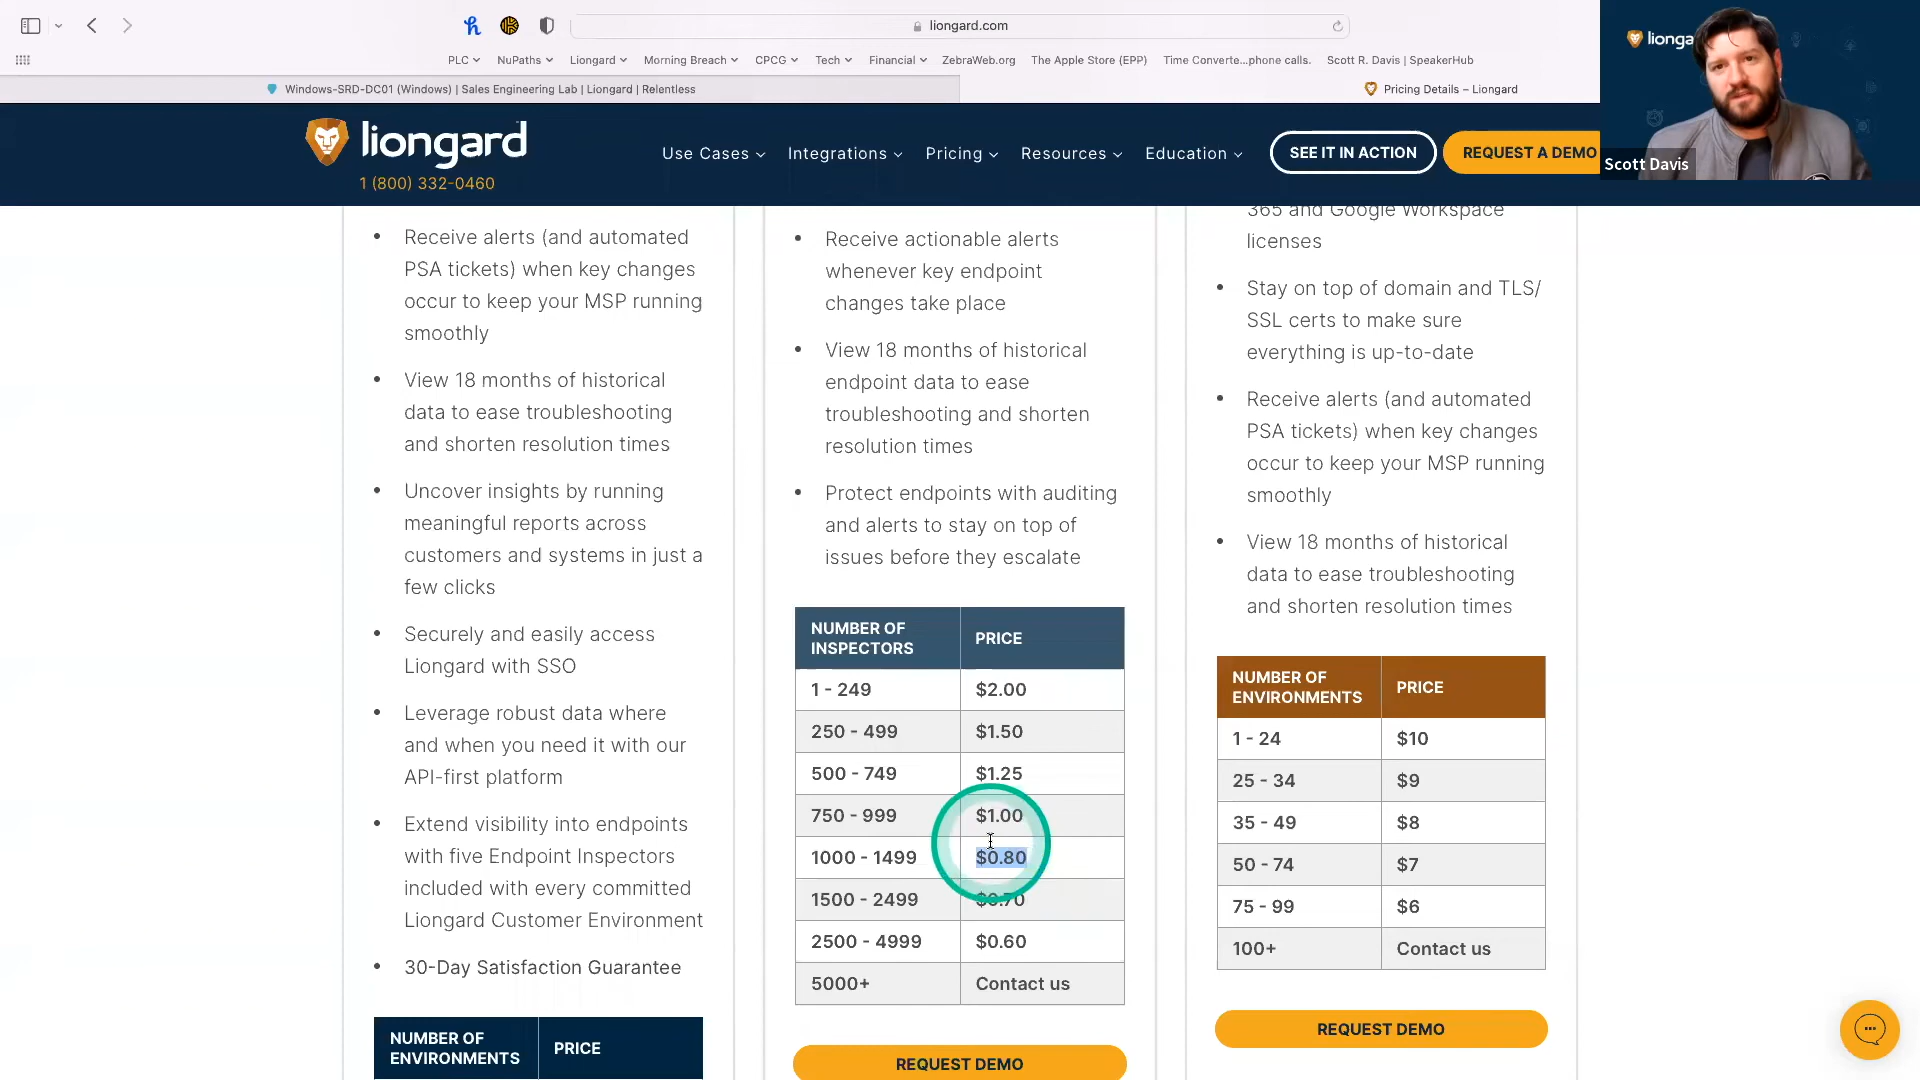 liongard.com
PLC
NuPaths
Liongard
Morning Breach
CPCG
Tech
Financial
ZebraWeb.org
The Apple Store (EPP)
Time Converte...phone calls.
Scott R. Davis | SpeakerHub
Windows-SRD-DC01 (Windows) | Sales Engineering Lab | Liongard | Relentless
Pricing Details – Liongard
lionga
Scott Davis
liongard
1 (800) 332-0460
Use Cases
Integrations
Pricing
Resources
Education
SEE IT IN ACTION
REQUEST A DEMO
• Receive alerts (and automated
PSA tickets) when key changes
occur to keep your MSP running
smoothly
• View 18 months of historical
data to ease troubleshooting
and shorten resolution times
• Uncover insights by running
meaningful reports across
customers and systems in just a
few clicks
• Securely and easily access
Liongard with SSO
• Leverage robust data where
and when you need it with our
API-first platform
• Extend visibility into endpoints
with five Endpoint Inspectors
included with every committed
Liongard Customer Environment
• 30-Day Satisfaction Guarantee
NUMBER OF
ENVIRONMENTS
PRICE
• Receive actionable alerts
whenever key endpoint
changes take place
• View 18 months of historical
endpoint data to ease
troubleshooting and shorten
resolution times
• Protect endpoints with auditing
and alerts to stay on top of
issues before they escalate
NUMBER OF
INSPECTORS
PRICE
1 - 249 $2.00
250 - 499 $1.50
500 - 749 $1.25
750 - 999 $1.00
1000 - 1499 $0.80
1500 - 2499 $0.70
2500 - 4999 $0.60
5000+ Contact us
REQUEST DEMO
365 and Google Workspace
licenses
• Stay on top of domain and TLS/
SSL certs to make sure
everything is up-to-date
• Receive alerts (and automated
PSA tickets) when key changes
occur to keep your MSP running
smoothly
• View 18 months of historical
data to ease troubleshooting
and shorten resolution times
NUMBER OF
ENVIRONMENTS
PRICE
1 - 24 $10
25 - 34 $9
35 - 49 $8
50 - 74 $7
75 - 99 $6
100+ Contact us
REQUEST DEMO